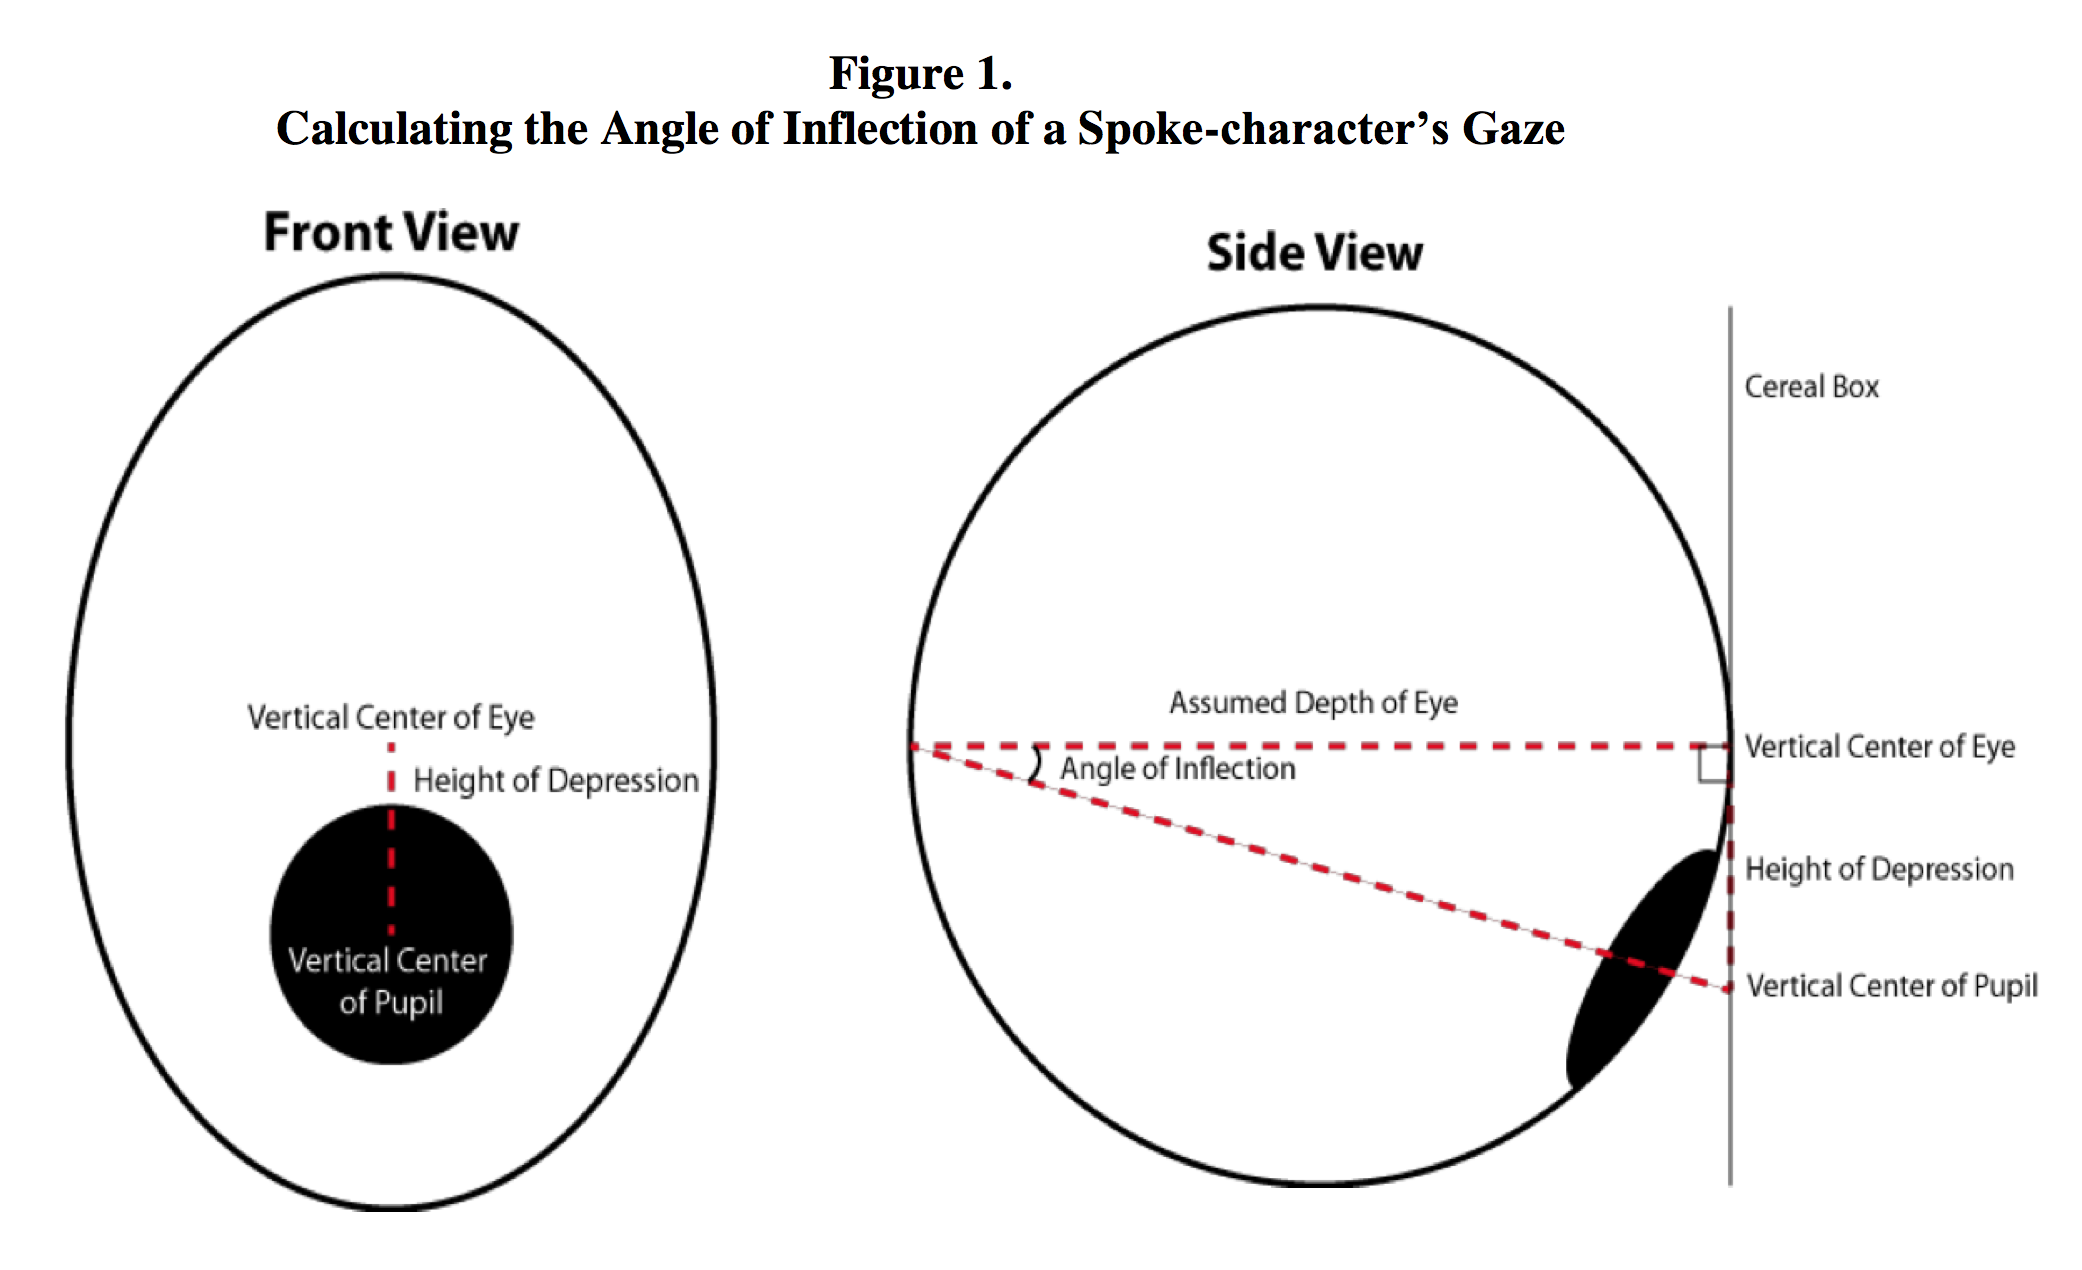 Figure 1.
Calculating the Angle of Inflection of a Spoke-character’s Gaze
Front View
Vertical Center of Eye
Height of Depression
Vertical Center
of Pupil
Side View
Cereal Box
Assumed Depth of Eye
Vertical Center of Eye
Angle of Inflection
Height of Depression
Vertical Center of Pupil